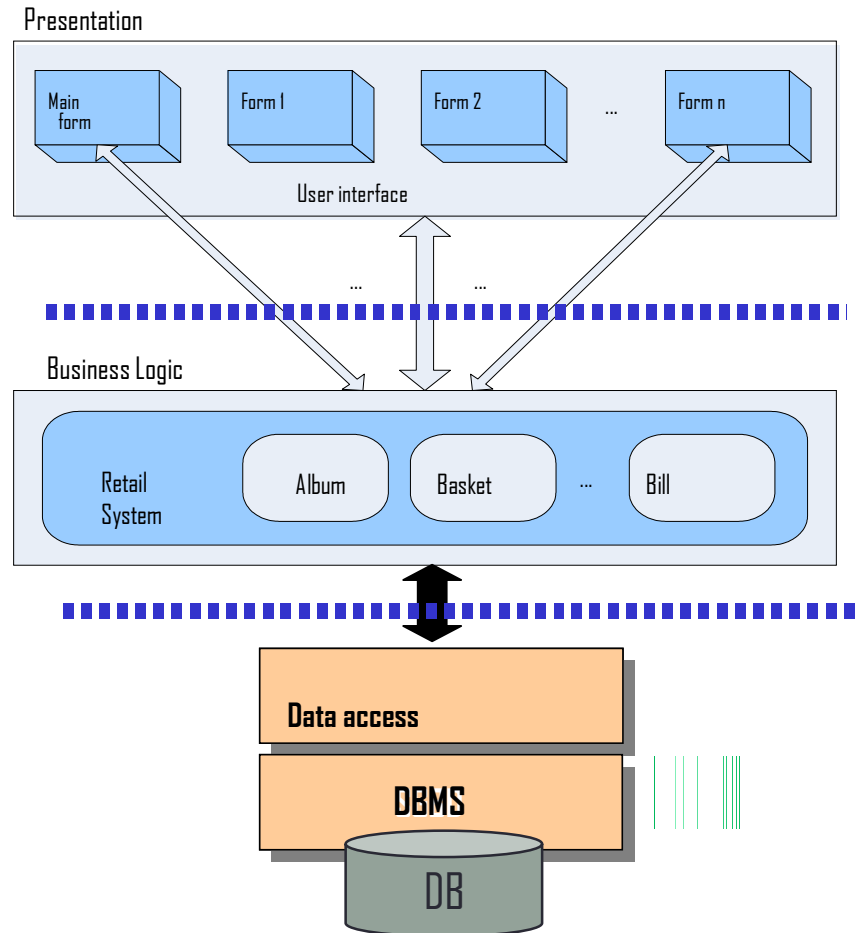 Presentation
Main
form
Form 1
Form 2
...
Form n
User interface
...
...
Business Logic
Retail
System
Album
Basket
...
Bill
Data access
DBMS
DB